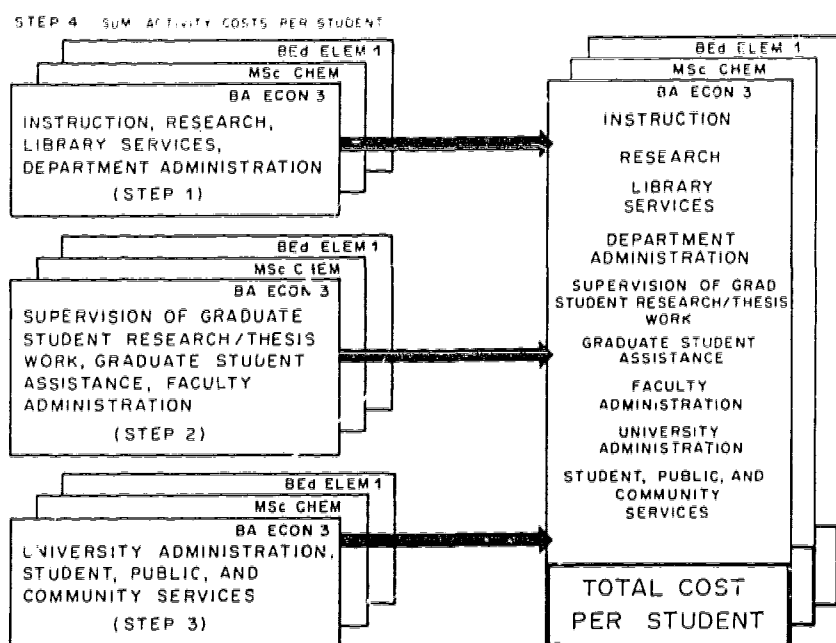 STEP 4 SUM ACTIVITY COSTS PER STUDENT
BEd ELEM 1
MSc CHEM
BA ECON 3
INSTRUCTION, RESEARCH,
LIBRARY SERVICES,
DEPARTMENT ADMINISTRATION
(STEP 1)
BEd ELEM 1
MSc CHEM
BA ECON 3
SUPERVISION OF GRADUATE
STUDENT RESEARCH/THESIS
WORK, GRADUATE STUDENT
ASSISTANCE, FACULTY
ADMINISTRATION
(STEP 2)
BEd ELEM 1
MSc CHEM
BA ECON 3
UNIVERSITY ADMINISTRATION,
STUDENT, PUBLIC, AND
COMMUNITY SERVICES
(STEP 3)
BEd ELEM 1
MSc CHEM
BA ECON 3
INSTRUCTION
RESEARCH
LIBRARY
SERVICES
DEPARTMENT
ADMINISTRATION
SUPERVISION OF GRAD
STUDENT RESEARCH/THESIS
WORK
GRADUATE STUDENT
ASSISTANCE
FACULTY
ADMINISTRATION
UNIVERSITY
ADMINISTRATION
STUDENT, PUBLIC, AND
COMMUNITY
SERVICES
TOTAL COST
PER STUDENT